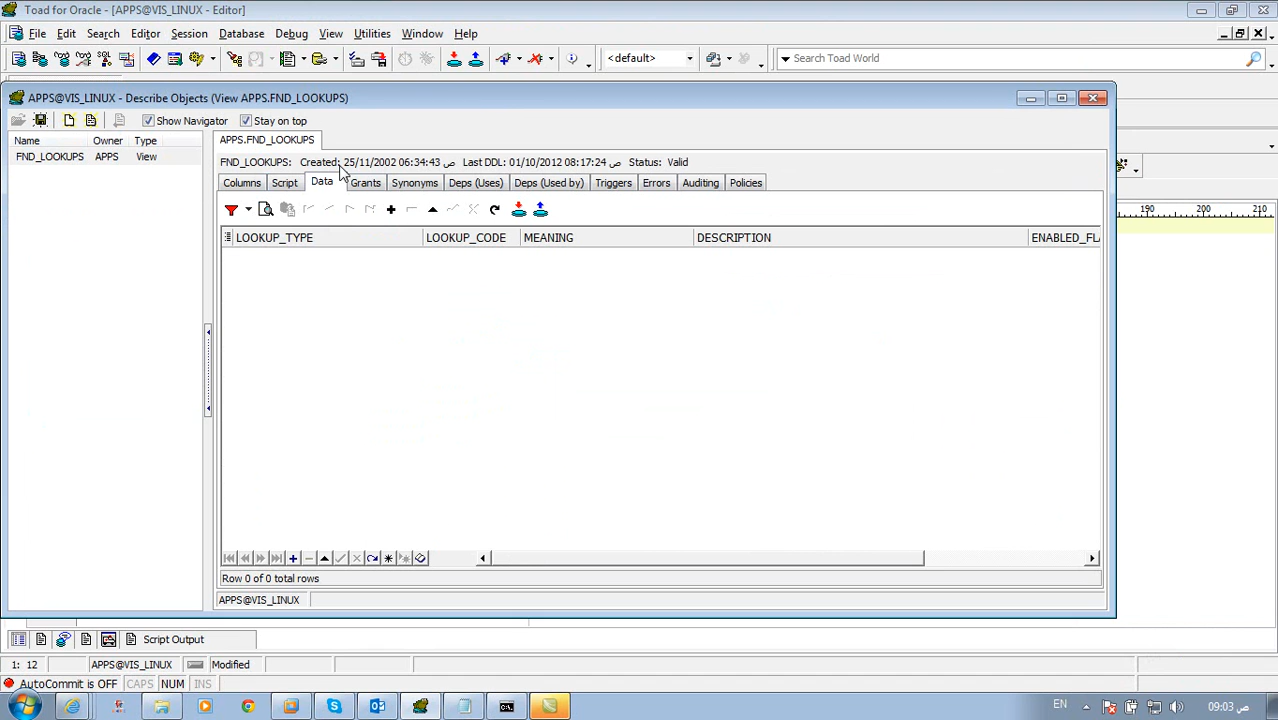 Toad for Oracle - [APPS@VIS_LINUX - Editor]
File Edit Search Editor Session Database Debug View Utilities Window Help
<default> Search Toad World
APPS@VIS_LINUX - Describe Objects (View APPS.FND_LOOKUPS)
Show Navigator Stay on top
Name Owner Type
FND_LOOKUPS APPS View
APPS.FND_LOOKUPS
FND_LOOKUPS: Created: 25/11/2002 06:34:43 ص Last DDL: 01/10/2012 08:17:24 ص Status: Valid
Columns Script Data Grants Synonyms Deps (Uses) Deps (Used by) Triggers Errors Auditing Policies
190 200 210
LOOKUP_TYPE LOOKUP_CODE MEANING DESCRIPTION ENABLED_FLA
Row 0 of 0 total rows
APPS@VIS_LINUX
Script Output
1: 12 APPS@VIS_LINUX Modified
AutoCommit is OFF CAPS NUM INS
EN 09:03 ص